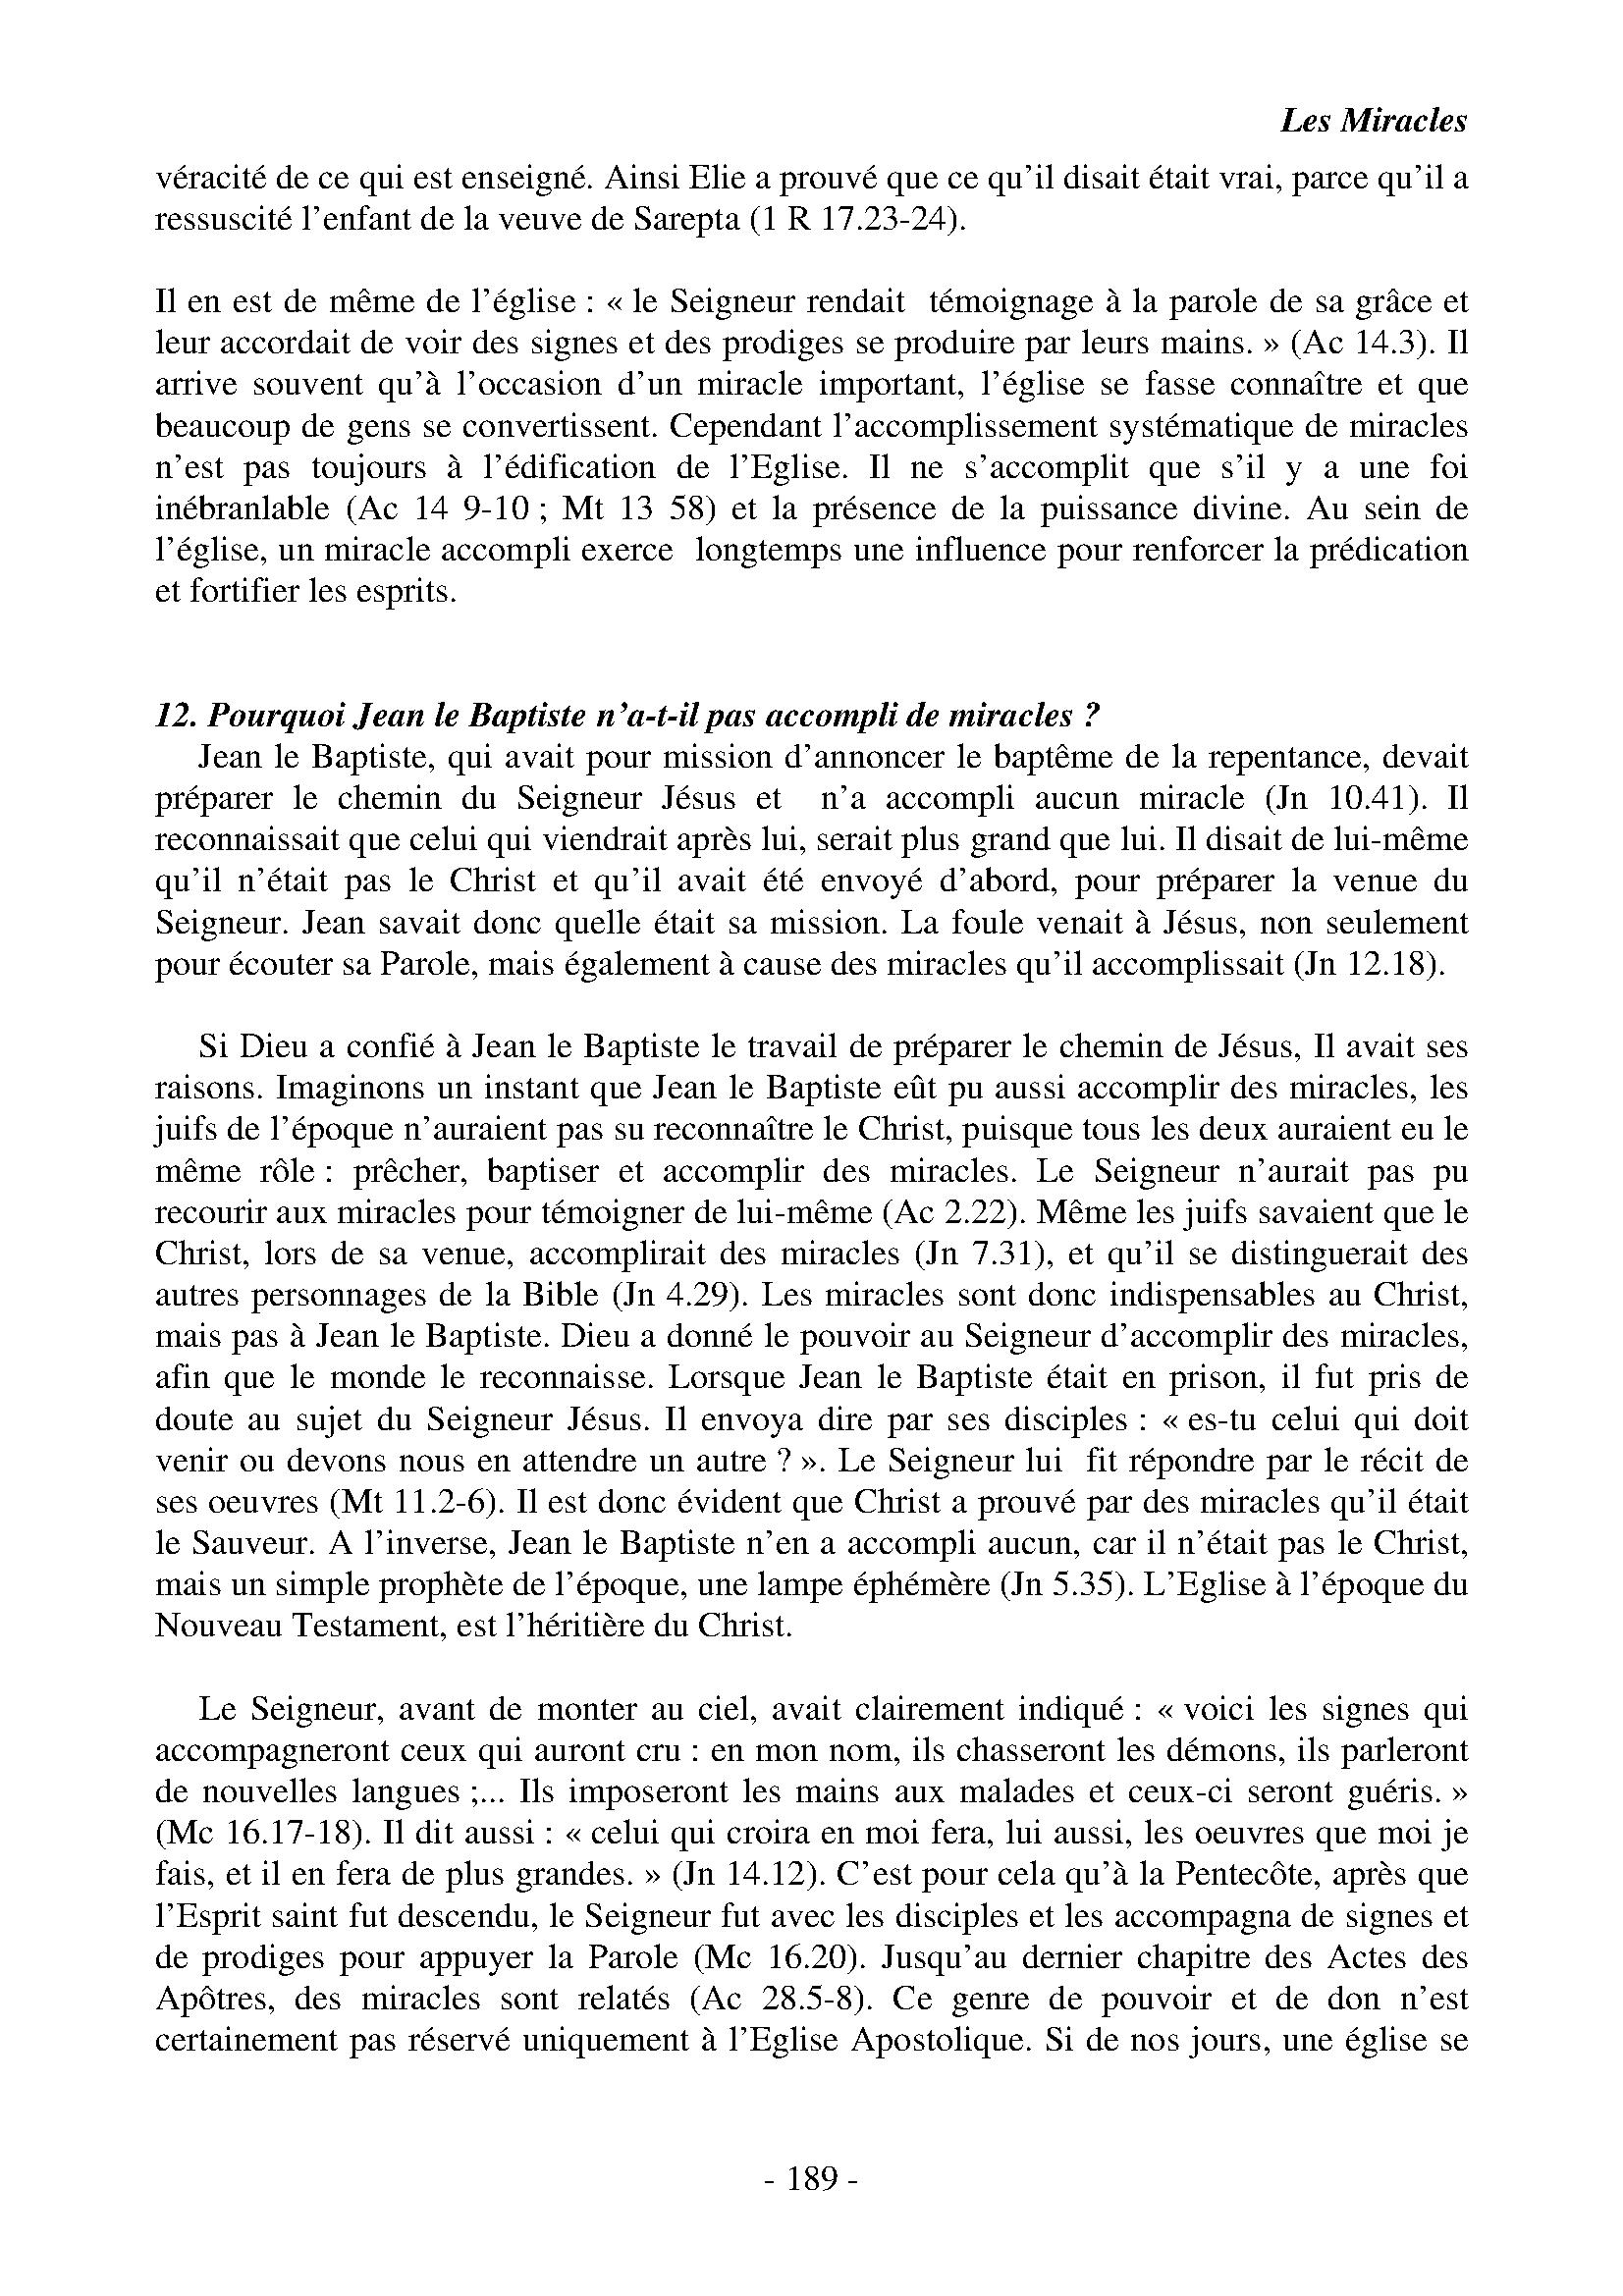 Les Miracles
véracité de ce qui est enseigné. Ainsi Elie a prouvé que ce qu’il disait était vrai, parce qu’il a
ressuscité l’enfant de la veuve de Sarepta (1 R 17.23-24).
Il en est de même de l’église : « le Seigneur rendait  témoignage à la parole de sa grâce et
leur accordait de voir des signes et des prodiges se produire par leurs mains. » (Ac 14.3). Il
arrive souvent qu’à l’occasion d’un miracle important, l’église se fasse connaître et que
beaucoup de gens se convertissent. Cependant l’accomplissement systématique de miracles
n’est pas toujours à l’édification de l’Eglise. Il ne s’accomplit que s’il y a une foi
inébranlable (Ac 14 9-10 ; Mt 13 58) et la présence de la puissance divine. Au sein de
l’église, un miracle accompli exerce  longtemps une influence pour renforcer la prédication
et fortifier les esprits.
12. Pourquoi Jean le Baptiste n’a-t-il pas accompli de miracles ?
Jean le Baptiste, qui avait pour mission d’annoncer le baptême de la repentance, devait
préparer le chemin du Seigneur Jésus et  n’a accompli aucun miracle (Jn 10.41). Il
reconnaissait que celui qui viendrait après lui, serait plus grand que lui. Il disait de lui-même
qu’il n’était pas le Christ et qu’il avait été envoyé d’abord, pour préparer la venue du
Seigneur. Jean savait donc quelle était sa mission. La foule venait à Jésus, non seulement
pour écouter sa Parole, mais également à cause des miracles qu’il accomplissait (Jn 12.18).
Si Dieu a confié à Jean le Baptiste le travail de préparer le chemin de Jésus, Il avait ses
raisons. Imaginons un instant que Jean le Baptiste eût pu aussi accomplir des miracles, les
juifs de l’époque n’auraient pas su reconnaître le Christ, puisque tous les deux auraient eu le
même rôle : prêcher, baptiser et accomplir des miracles. Le Seigneur n’aurait pas pu
recourir aux miracles pour témoigner de lui-même (Ac 2.22). Même les juifs savaient que le
Christ, lors de sa venue, accomplirait des miracles (Jn 7.31), et qu’il se distinguerait des
autres personnages de la Bible (Jn 4.29). Les miracles sont donc indispensables au Christ,
mais pas à Jean le Baptiste. Dieu a donné le pouvoir au Seigneur d’accomplir des miracles,
afin que le monde le reconnaisse. Lorsque Jean le Baptiste était en prison, il fut pris de
doute au sujet du Seigneur Jésus. Il envoya dire par ses disciples : « es-tu celui qui doit
venir ou devons nous en attendre un autre ? ». Le Seigneur lui  fit répondre par le récit de
ses oeuvres (Mt 11.2-6). Il est donc évident que Christ a prouvé par des miracles qu’il était
le Sauveur. A l’inverse, Jean le Baptiste n’en a accompli aucun, car il n’était pas le Christ,
mais un simple prophète de l’époque, une lampe éphémère (Jn 5.35). L’Eglise à l’époque du
Nouveau Testament, est l’héritière du Christ.
Le Seigneur, avant de monter au ciel, avait clairement indiqué : « voici les signes qui
accompagneront ceux qui auront cru : en mon nom, ils chasseront les démons, ils parleront
de nouvelles langues ;... Ils imposeront les mains aux malades et ceux-ci seront guéris. »
(Mc 16.17-18). Il dit aussi : « celui qui croira en moi fera, lui aussi, les oeuvres que moi je
fais, et il en fera de plus grandes. » (Jn 14.12). C’est pour cela qu’à la Pentecôte, après que
l’Esprit saint fut descendu, le Seigneur fut avec les disciples et les accompagna de signes et
de prodiges pour appuyer la Parole (Mc 16.20). Jusqu’au dernier chapitre des Actes des
Apôtres, des miracles sont relatés (Ac 28.5-8). Ce genre de pouvoir et de don n’est
certainement pas réservé uniquement à l’Eglise Apostolique. Si de nos jours, une église se
- 189 -